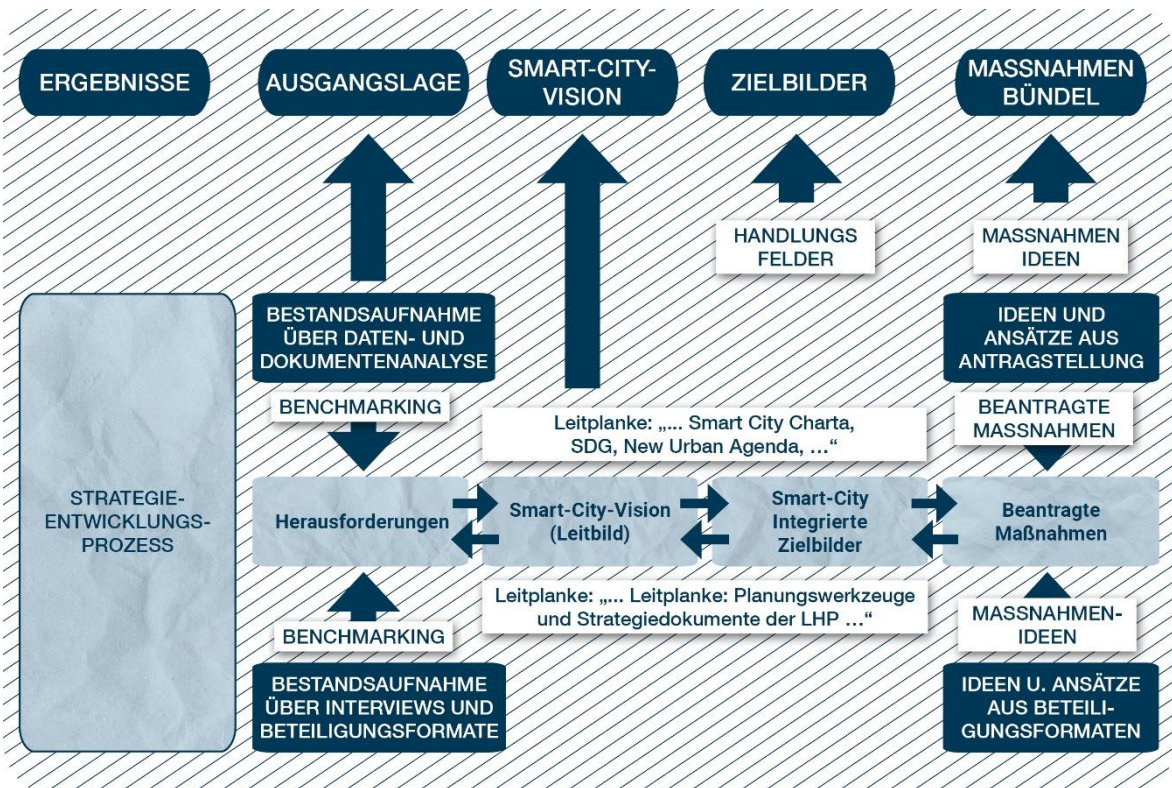 ERGEBNISSE
AUSGANGSLAGE
SMART-CITY-
VISION
ZIELBILDER
MASSNAHMEN
BÜNDEL
HANDLUNGS
FELDER
MASSNAHMEN
IDEEN
STRATEGIE-
ENTWICKLUNGS-
PROZESS
BESTANDSAUFNAHME
ÜBER DATEN- UND
DOKUMENTENANALYSE
IDEEN UND
ANSÄTZE AUS
ANTRAGSTELLUNG
BENCHMARKING
Leitplanke: „... Smart City Charta,
SDG, New Urban Agenda, …“
BEANTRAGTE
MASSNAHMEN
Herausforderungen
Smart-City-Vision
(Leitbild)
Smart-City
Integrierte
Zielbilder
Beantragte
Maßnahmen
BENCHMARKING
Leitplanke: „... Leitplanke: Planungswerkzeuge
und Strategiedokumente der LHP …“
MASSNAHMEN-
IDEEN
BESTANDSAUFNAHME
ÜBER INTERVIEWS UND
BETEILIGUNGSFORMATE
IDEEN U. ANSÄTZE
AUS BETEILI-
GUNGSFORMATEN